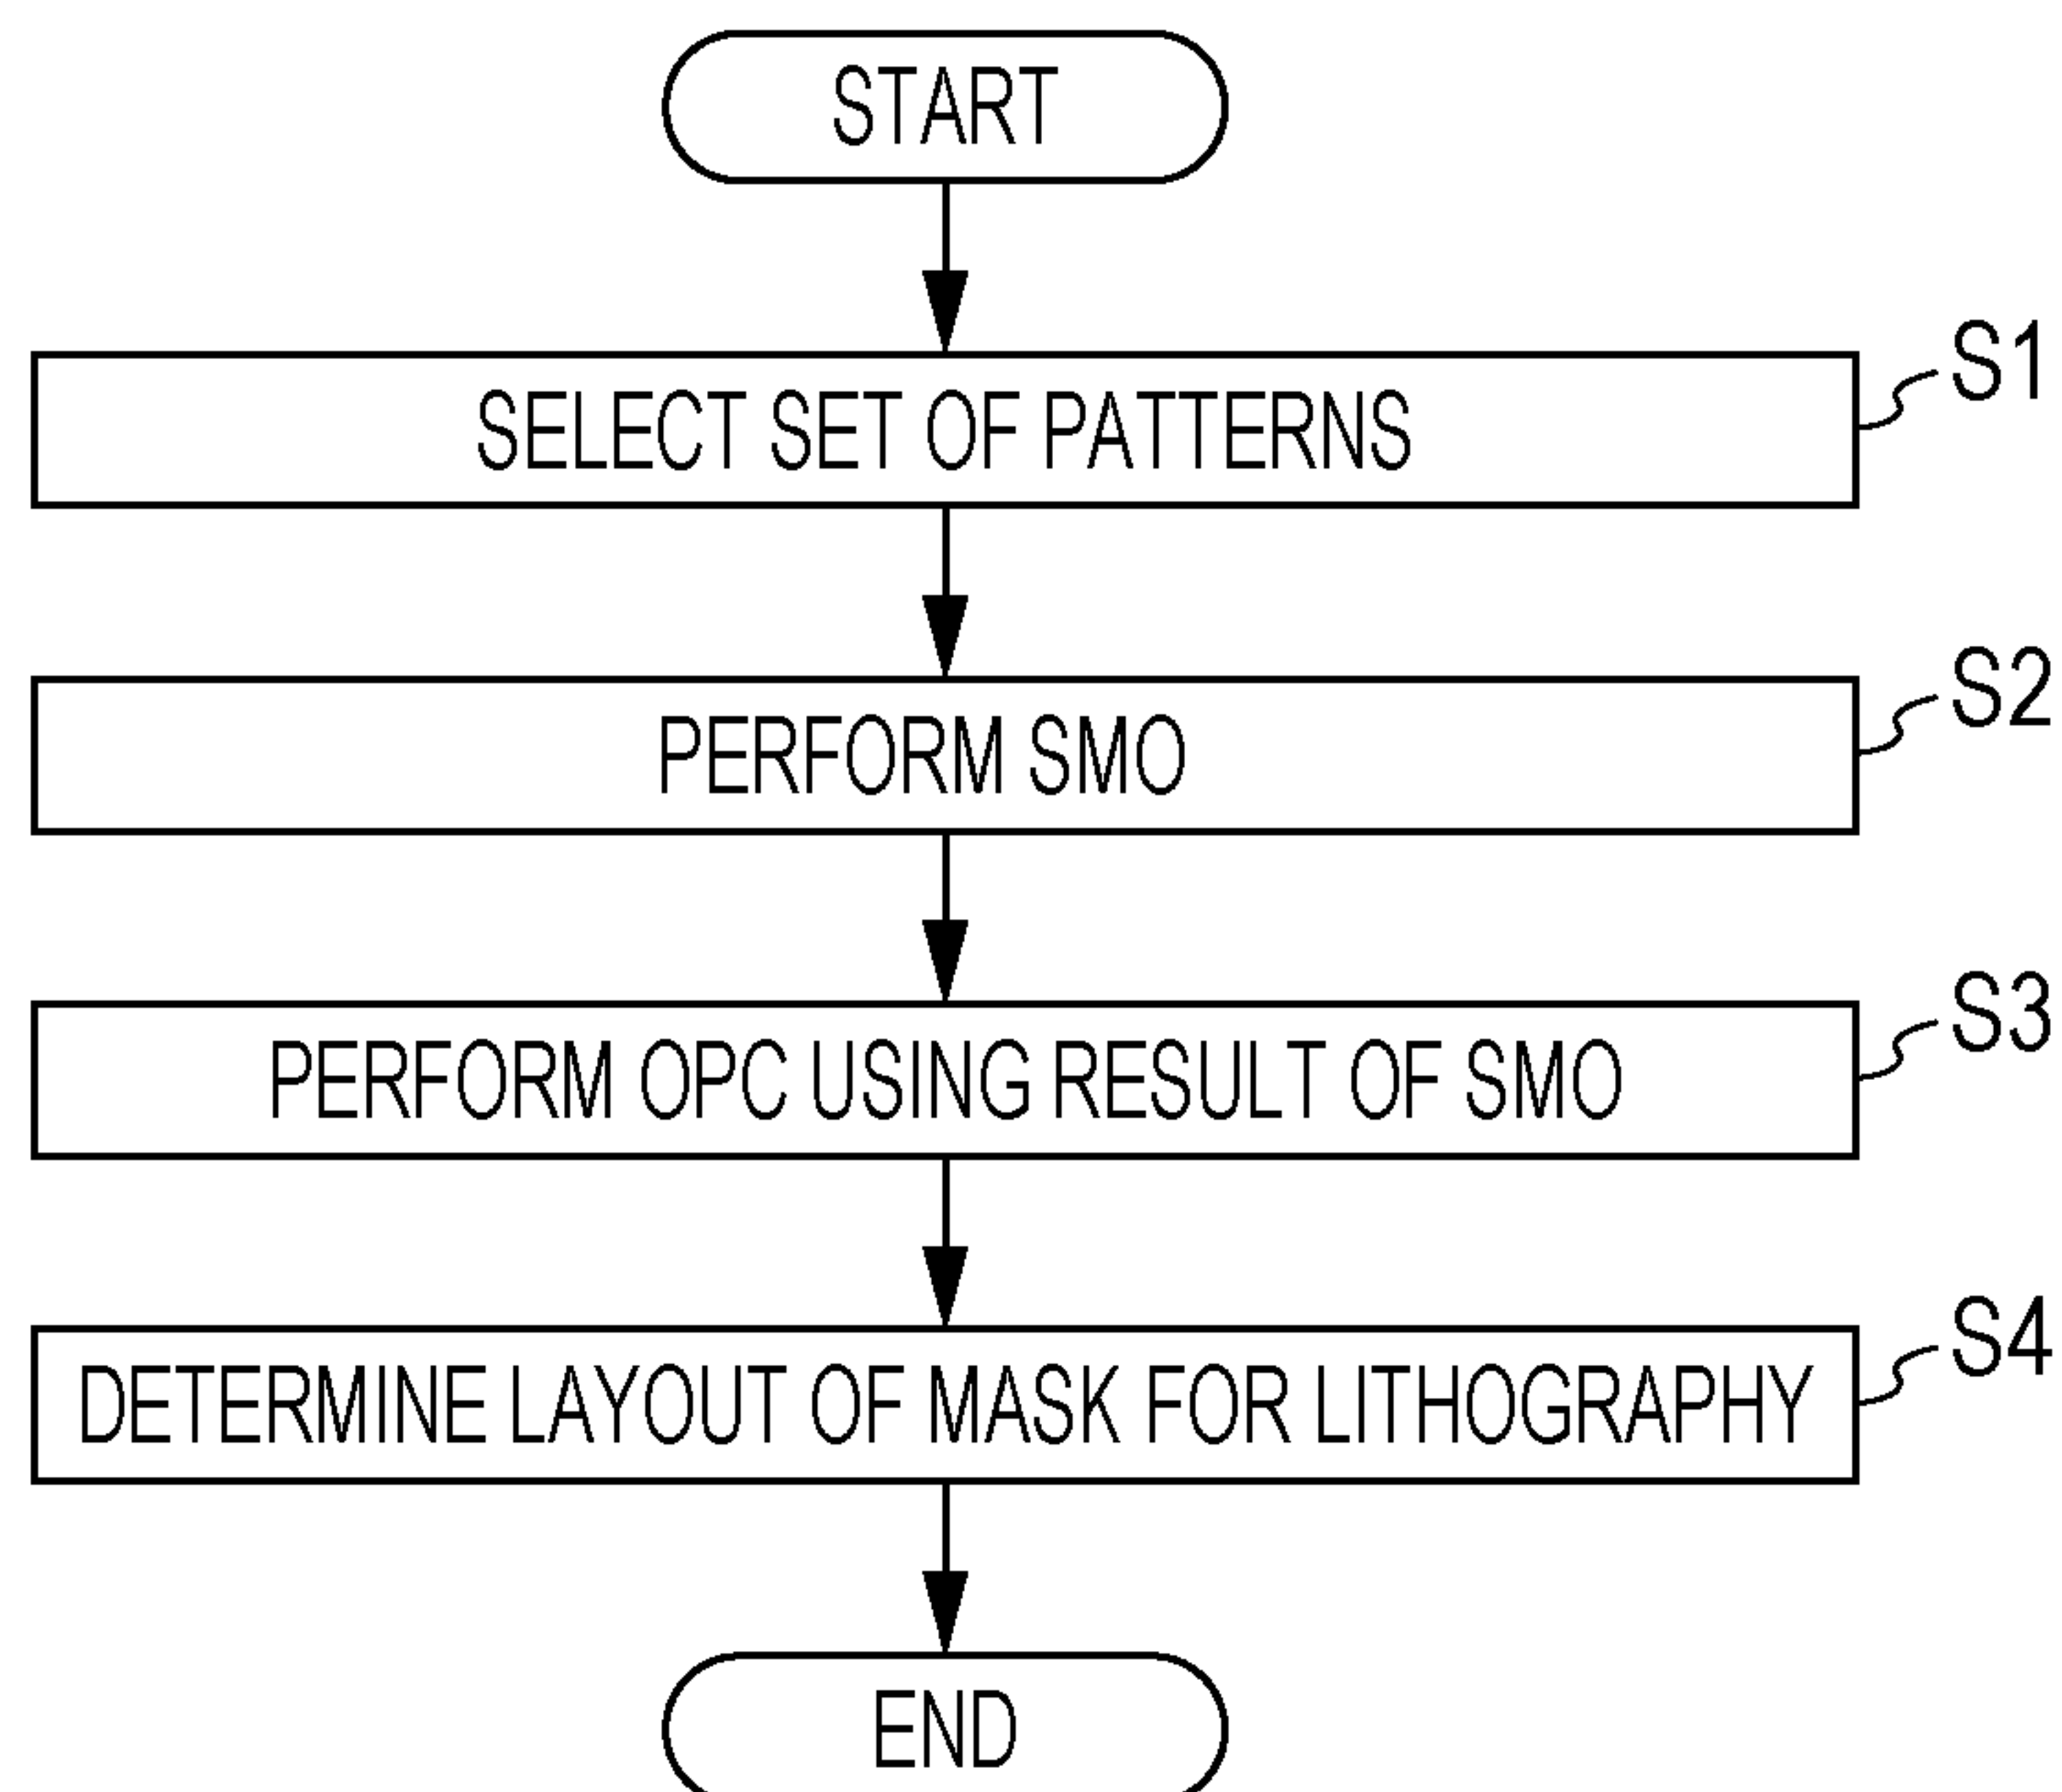 START
SELECT SET OF PATTERNS
S1
PERFORM SMO
S2
PERFORM OPC USING RESULT OF SMO
S3
DETERMINE LAYOUT OF MASK FOR LITHOGRAPHY
S4
END